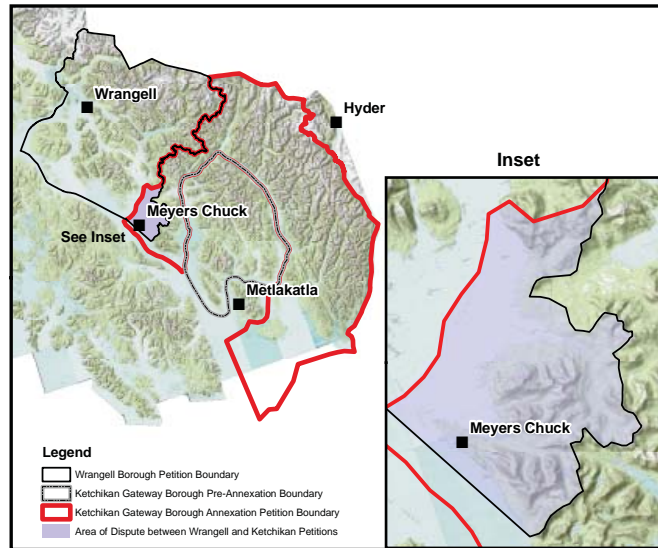 Wrangell
Hyder
Meyers Chuck
See Inset
Metlakatla
Legend
Wrangell Borough Petition Boundary
Ketchikan Gateway Borough Pre-Annexation Boundary
Ketchikan Gateway Borough Annexation Petition Boundary
Area of Dispute between Wrangell and Ketchikan Petitions
Inset
Meyers Chuck